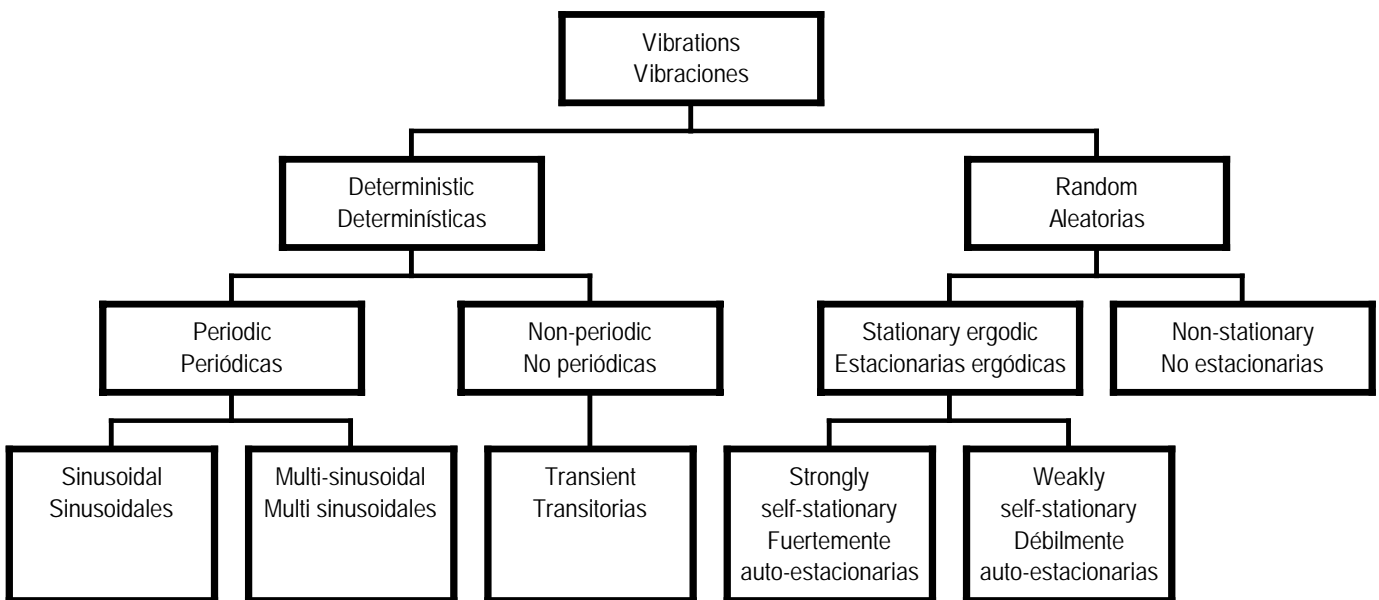 Vibrations
Vibraciones
Deterministic
Determinísticas
Random
Aleatorias
Periodic
Periódicas
Non-periodic
No periódicas
Stationary ergodic
Estacionarias ergódicas
Non-stationary
No estacionarias
Sinusoidal
Sinusoidales
Multi-sinusoidal
Multi sinusoidales
Transient
Transitorias
Strongly
self-stationary
Fuertemente
auto-estacionarias
Weakly
self-stationary
Débilmente
auto-estacionarias